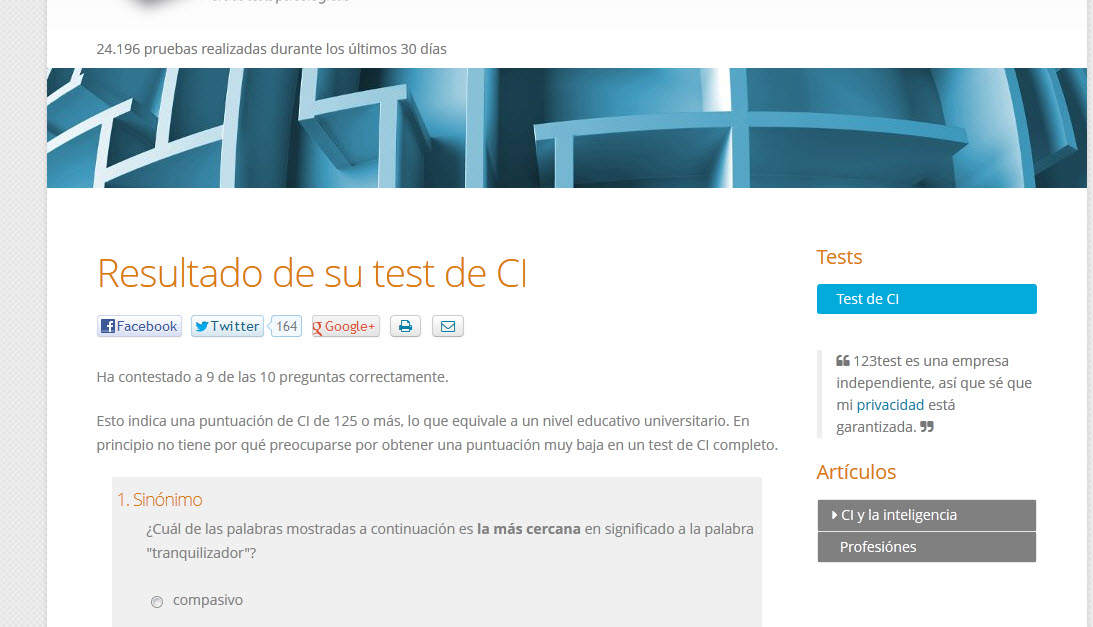 24.196 pruebas realizadas durante los últimos 30 días
Resultado de su test de CI
Facebook
Twitter
164
Google+
Ha contestado a 9 de las 10 preguntas correctamente.
Esto indica una puntuación de CI de 125 o más, lo que equivale a un nivel educativo universitario. En
principio no tiene por qué preocuparse por obtener una puntuación muy baja en un test de CI completo.
1. Sinónimo
¿Cuál de las palabras mostradas a continuación es la más cercana en significado a la palabra
"tranquilizador"?
compasivo
Tests
Test de CI
“ 123test es una empresa
independiente, así que sé que
mi privacidad está
garantizada. ”
Artículos
CI y la inteligencia
Profesiónes